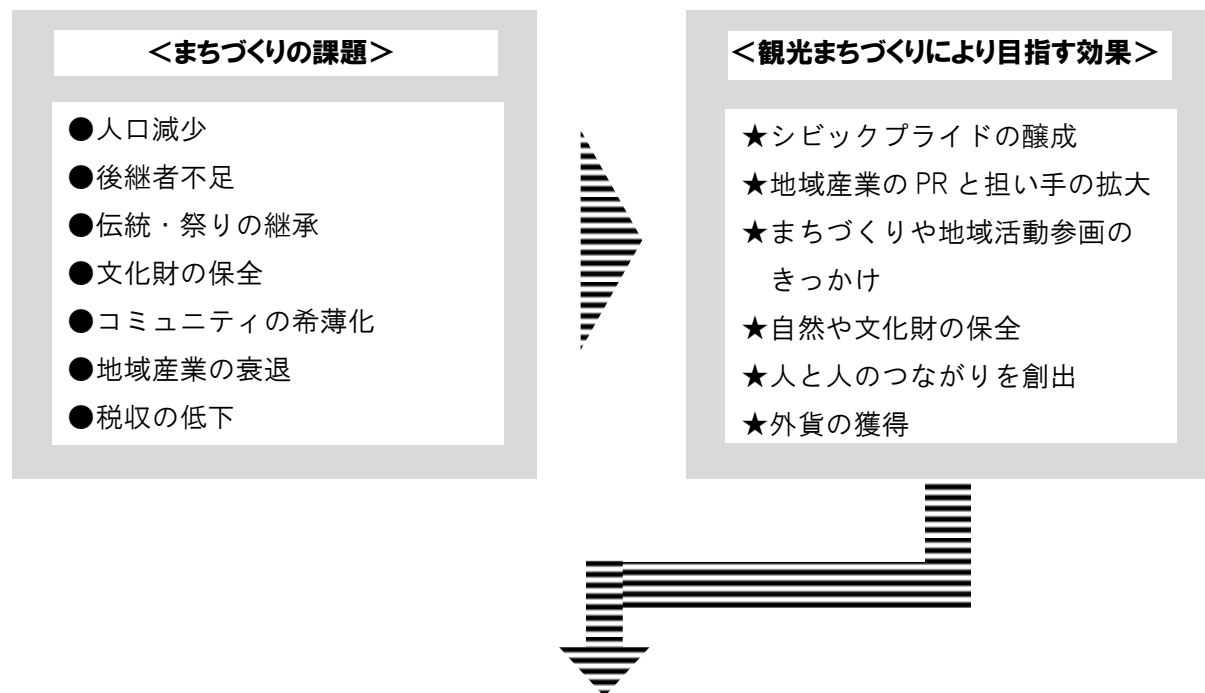 ＜まちづくりの課題＞
●人口減少
●後継者不足
●伝統・祭りの継承
●文化財の保全
●コミュニティの希薄化
●地域産業の衰退
●税収の低下
＜観光まちづくりにより目指す効果＞
★シビックプライドの醸成
★地域産業の PR と担い手の拡大
★まちづくりや地域活動参画の
きっかけ
★自然や文化財の保全
★人と人のつながりを創出
★外貨の獲得